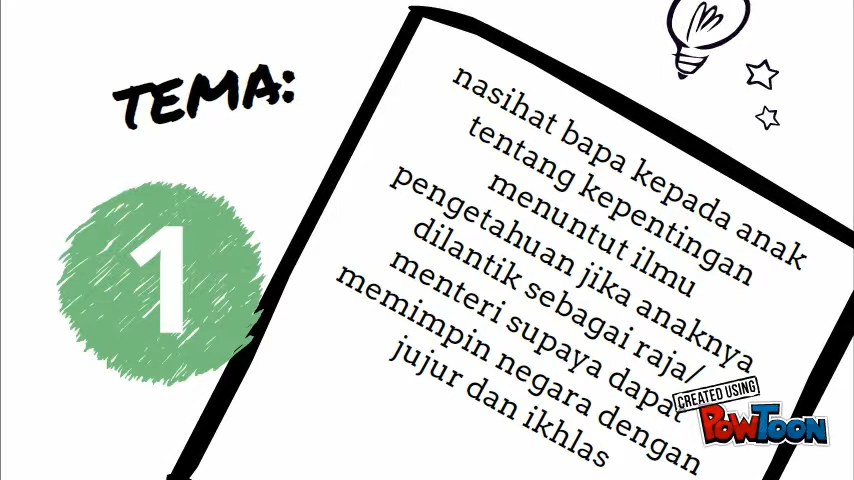 TEMA:
1
nasihat bapa kepada anak
tentang kepentingan
menuntut ilmu
pengetahuan jika anaknya
dilantik sebagai raja/
menteri supaya dapat
memimpin negara dengan
jujur dan ikhlas
CREATED USING
POWTOON